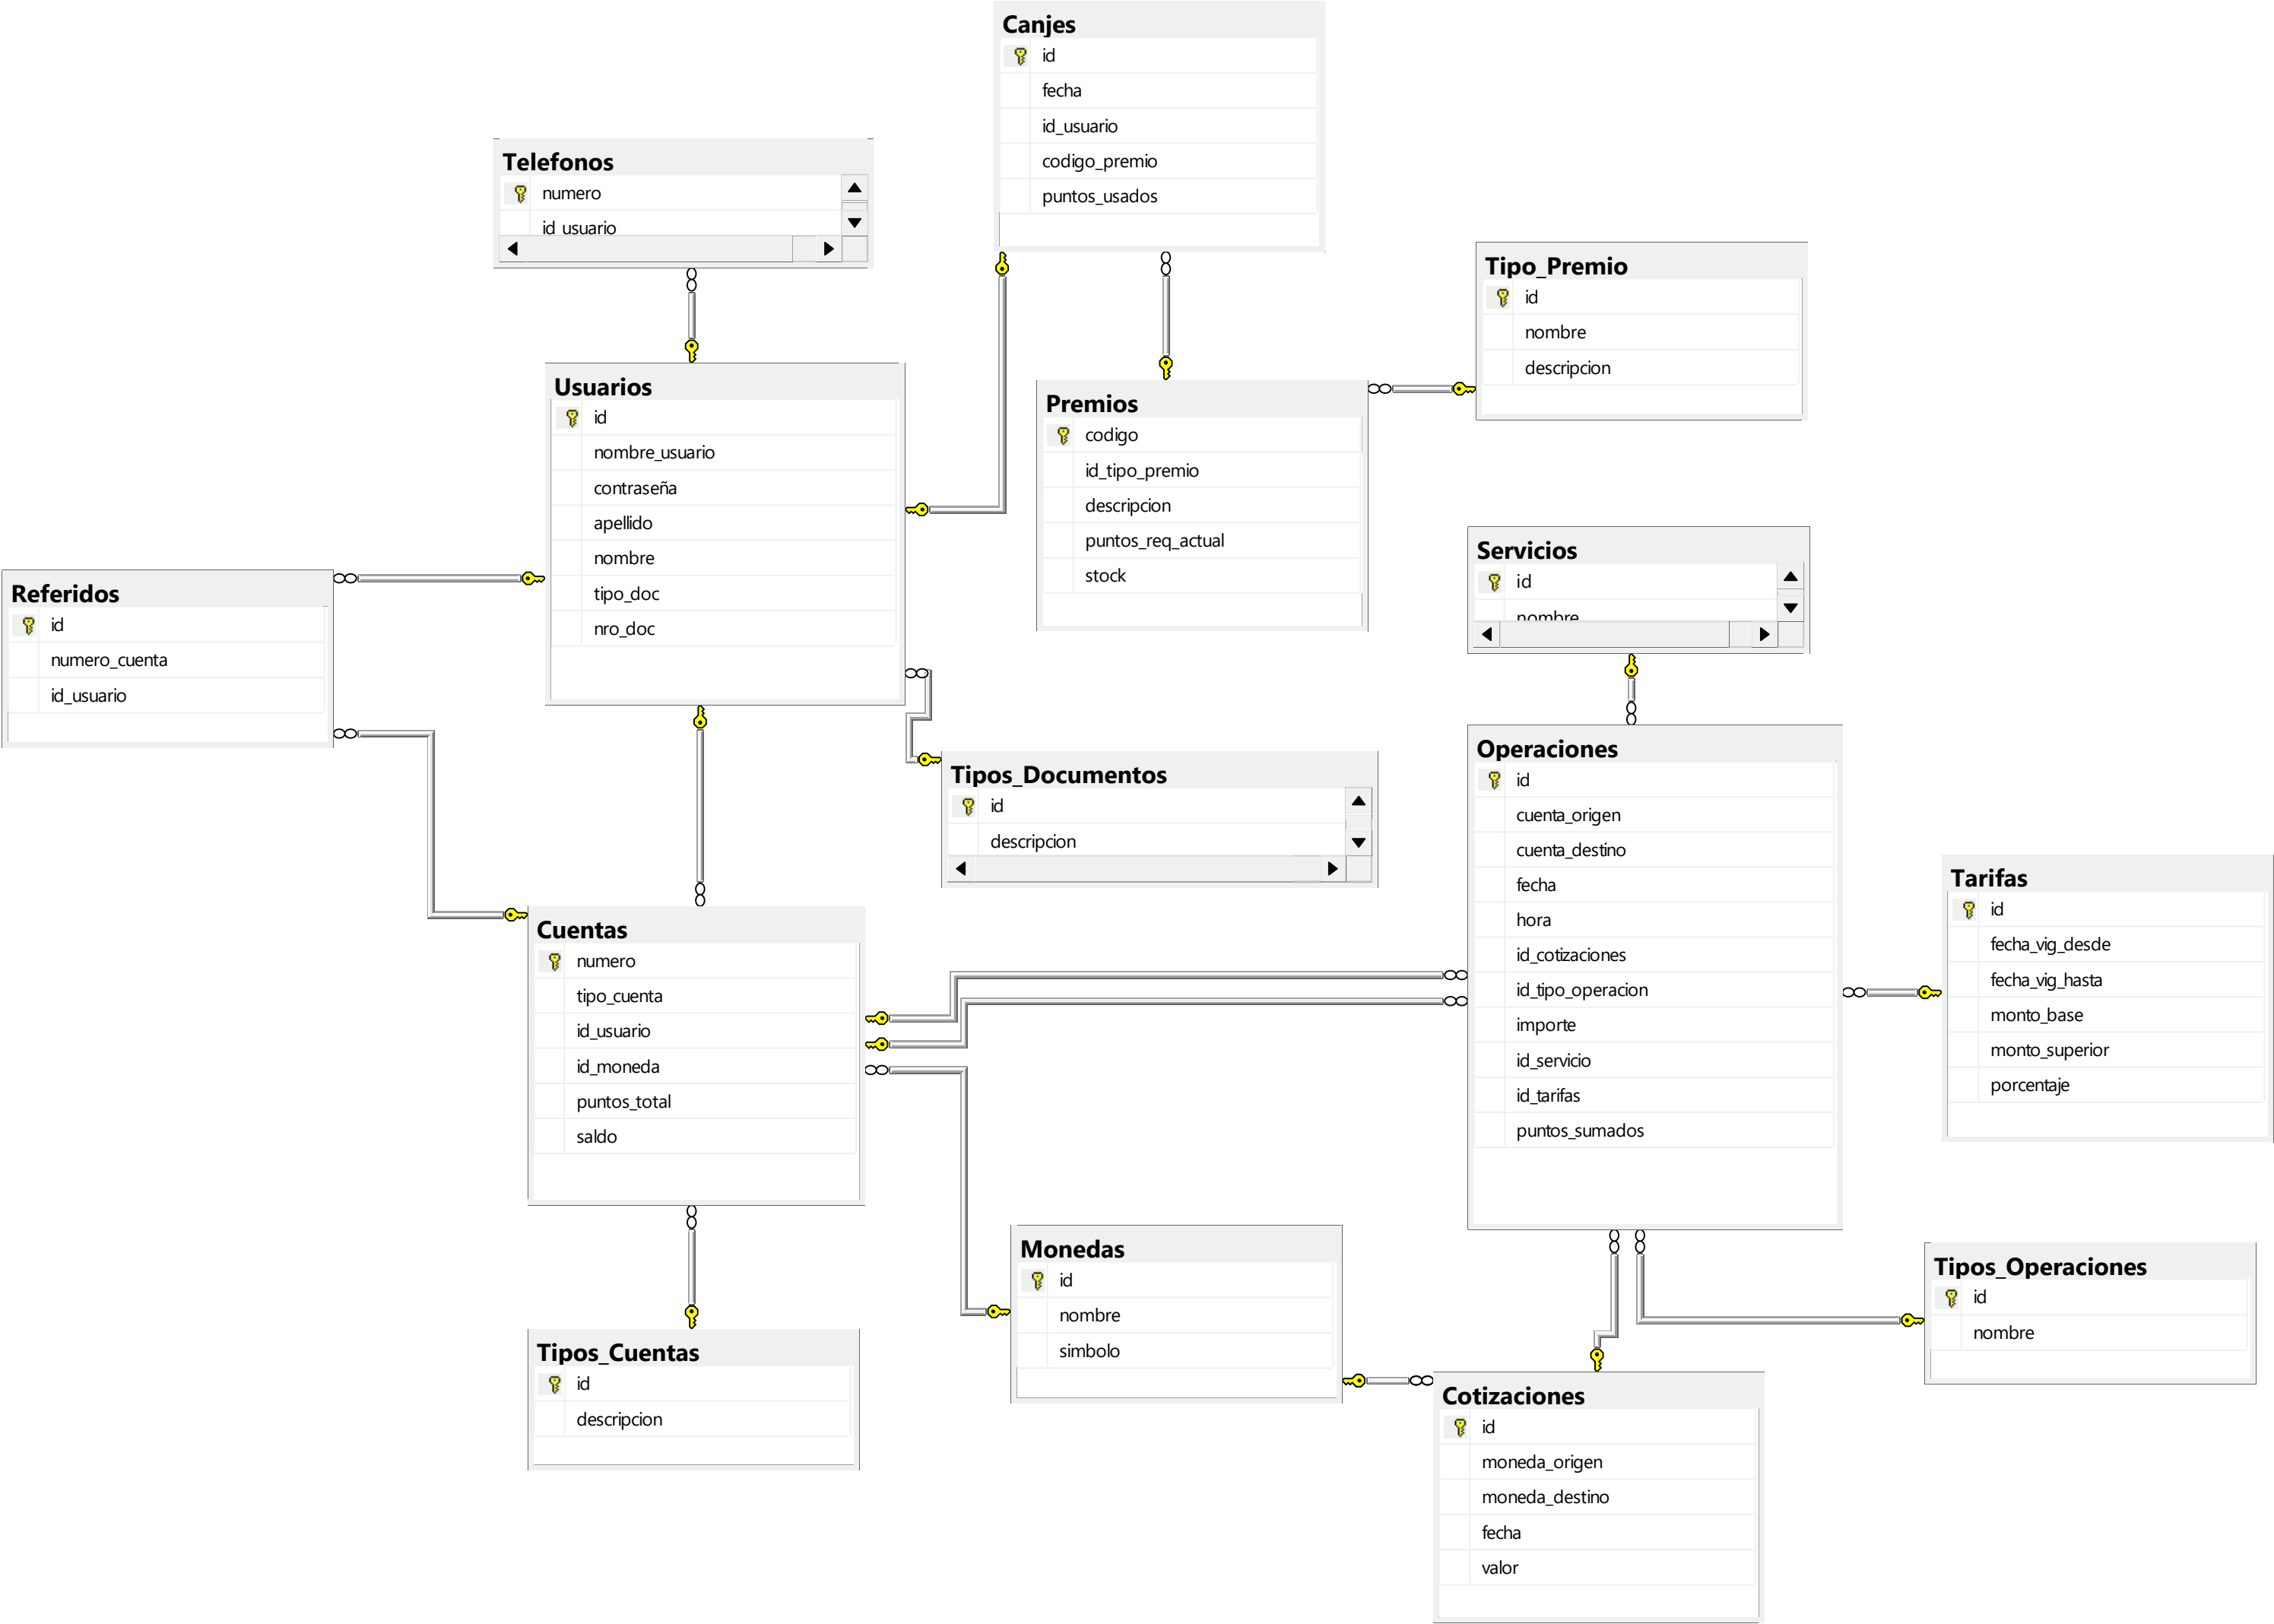 Canjes
id
fecha
id_usuario
codigo_premio
puntos_usados
Telefonos
numero
id_usuario
Tipo_Premio
id
nombre
descripcion
Usuarios
id
nombre_usuario
contraseña
apellido
nombre
tipo_doc
nro_doc
Premios
codigo
id_tipo_premio
descripcion
puntos_req_actual
stock
Servicios
id
nombre
Referidos
id
numero_cuenta
id_usuario
Tipos_Documentos
id
descripcion
Operaciones
id
cuenta_origen
cuenta_destino
fecha
hora
id_cotizaciones
id_tipo_operacion
importe
id_servicio
id_tarifas
puntos_sumados
Tarifas
id
fecha_vig_desde
fecha_vig_hasta
monto_base
monto_superior
porcentaje
Cuentas
numero
tipo_cuenta
id_usuario
id_moneda
puntos_total
saldo
Monedas
id
nombre
simbolo
Tipos_Operaciones
id
nombre
Tipos_Cuentas
id
descripcion
Cotizaciones
id
moneda_origen
moneda_destino
fecha
valor